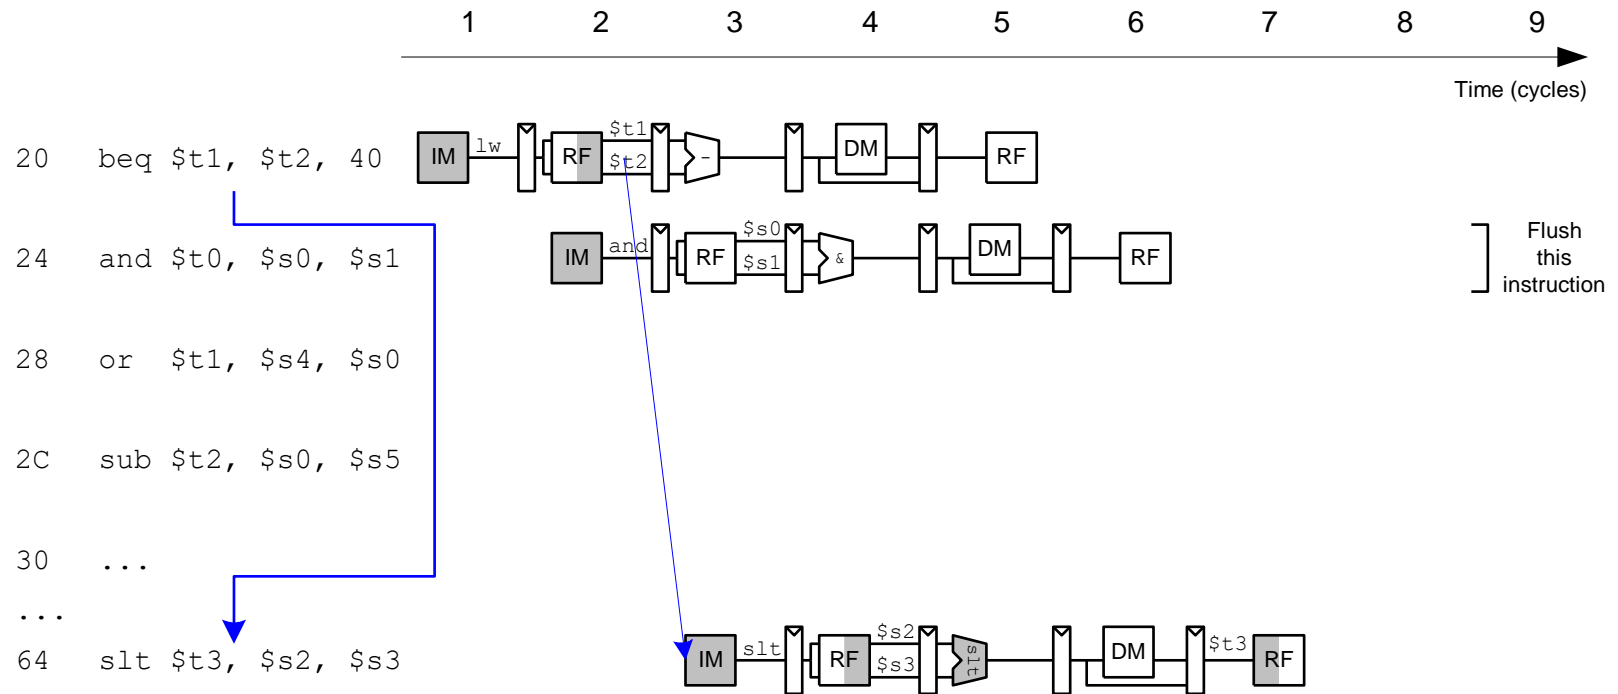 1 2 3 4 5 6 7 8 9
Time (cycles)
20 beq $t1, $t2, 40 IM lw RF $t1 $t2 - DM RF
24 and $t0, $s0, $s1 IM and RF $s0 $s1 & DM RF
Flush
this
instruction
28 or $t1, $s4, $s0
2C sub $t2, $s0, $s5
30 ...
...
64 slt $t3, $s2, $s3 IM slt RF $s2 $s3 slt DM $t3 RF